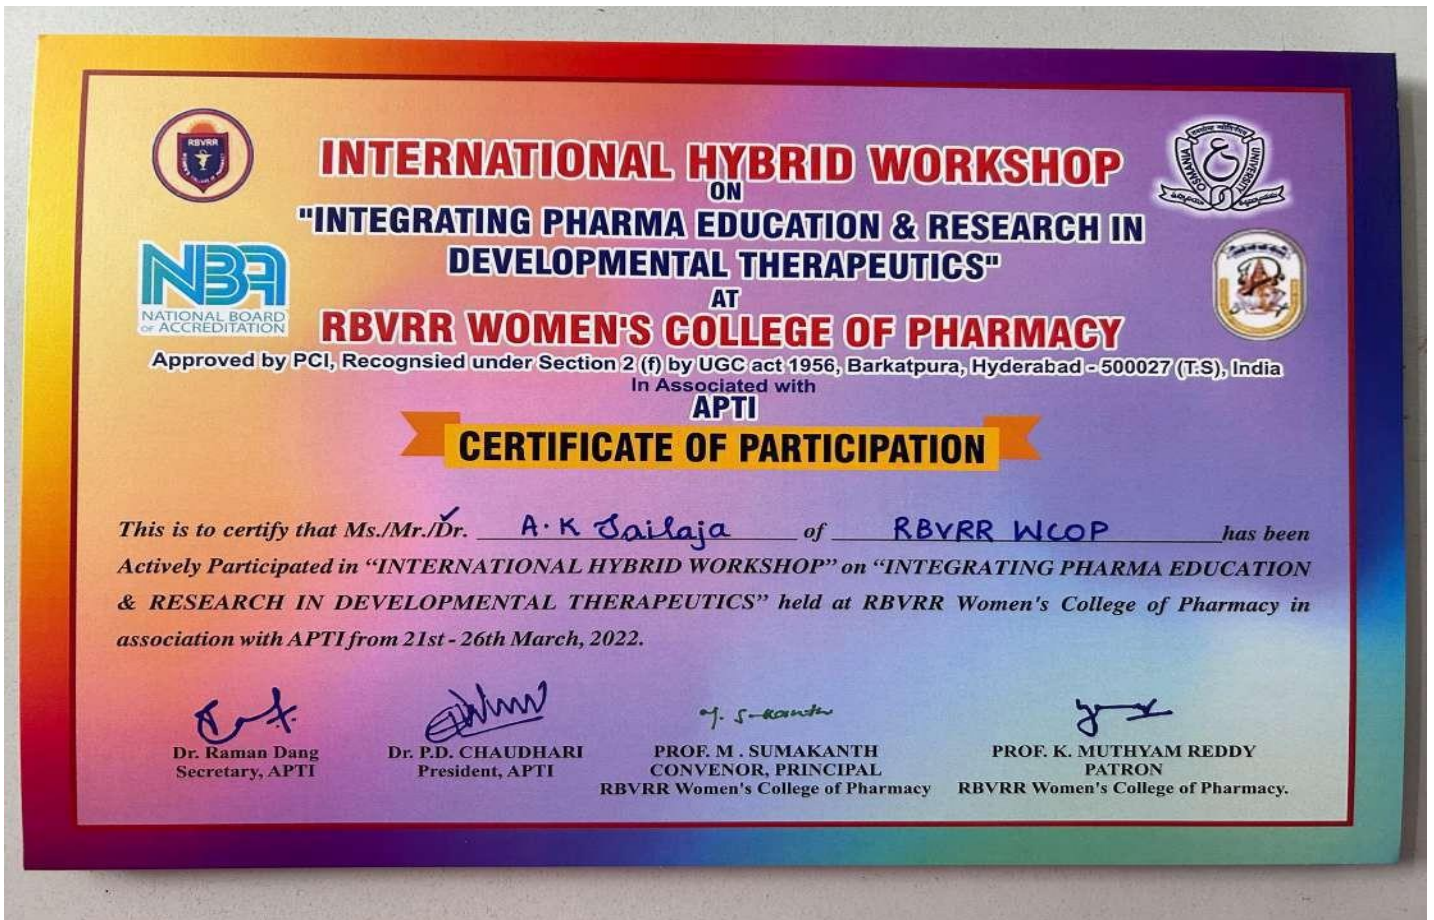 RBVRR
INTERNATIONAL HYBRID WORKSHOP
ON
"INTEGRATING PHARMA EDUCATION & RESEARCH IN
DEVELOPMENTAL THERAPEUTICS"
AT
RBVRR WOMEN'S COLLEGE OF PHARMACY
OSMANIA UNIVERSITY
NBA
NATIONAL BOARD
OF ACCREDITATION
Approved by PCI, Recognsied under Section 2 (f) by UGC act 1956, Barkatpura, Hyderabad - 500027 (T.S), India
In Associated with
APTI
CERTIFICATE OF PARTICIPATION
This is to certify that Ms./Mr./Dr. A.K Sailaja of RBVRR WCOP has been
Actively Participated in “INTERNATIONAL HYBRID WORKSHOP” on “INTEGRATING PHARMA EDUCATION
& RESEARCH IN DEVELOPMENTAL THERAPEUTICS” held at RBVRR Women's College of Pharmacy in
association with APTI from 21st - 26th March, 2022.
Dr. Raman Dang
Secretary, APTI
Dr. P.D. CHAUDHARI
President, APTI
PROF. M . SUMAKANTH
CONVENOR, PRINCIPAL
RBVRR Women's College of Pharmacy
PROF. K. MUTHYAM REDDY
PATRON
RBVRR Women's College of Pharmacy.